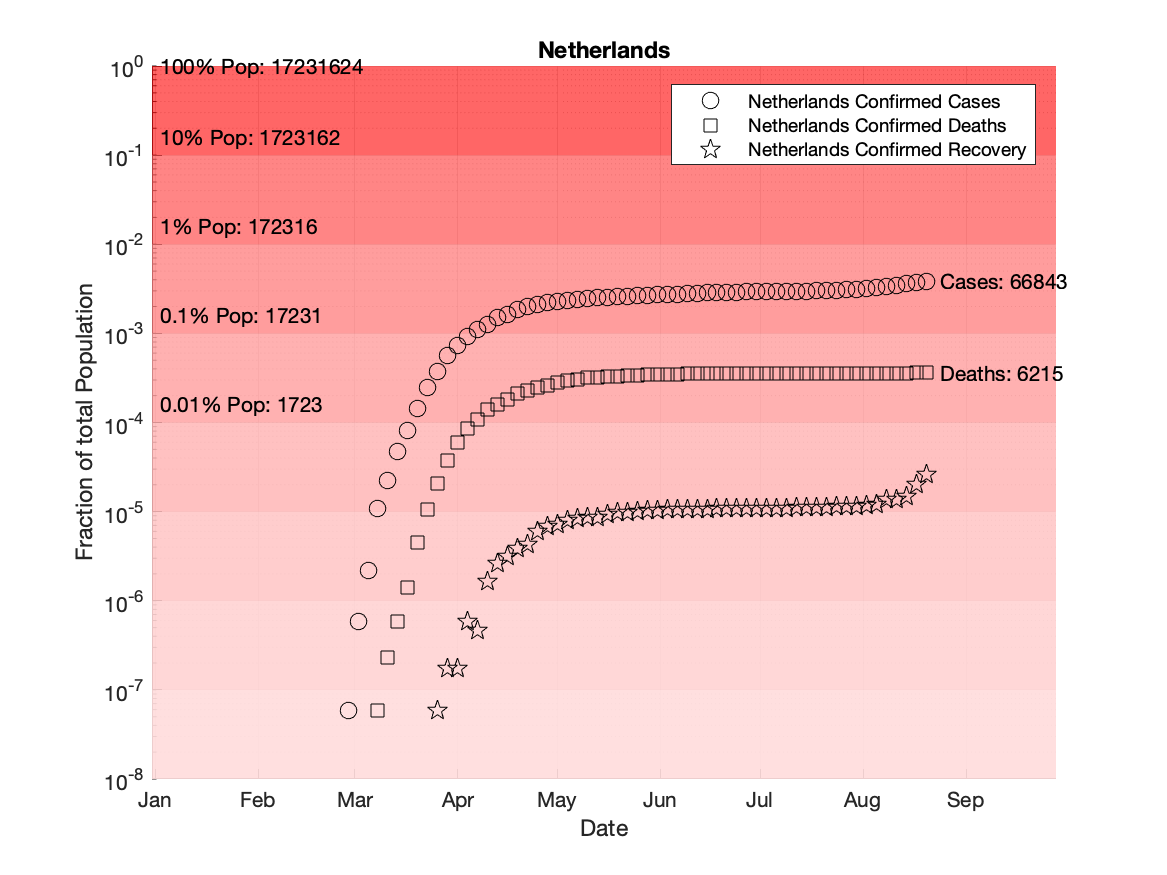 Netherlands
10^0
100% Pop: 17231624
Netherlands Confirmed Cases
Netherlands Confirmed Deaths
Netherlands Confirmed Recovery
10% Pop: 1723162
10^-1
1% Pop: 172316
10^-2
Cases: 66843
0.1% Pop: 17231
10^-3
Deaths: 6215
0.01% Pop: 1723
10^-4
10^-5
10^-6
10^-7
10^-8
Fraction of total Population
Jan Feb Mar Apr May Jun Jul Aug Sep
Date